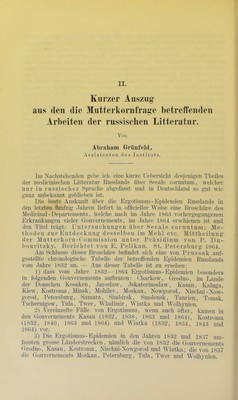 II.
Kurzer Auszug
aus den die Mutterkornfrage betreffenden
Arbeiten der russischen Litteratur.
Von
Abraham Grünfeld,
Assistenten des Instituts.
Im Nachstehenden gebe ich eine kurze Uebersicht desjenigen Theiles
der medicinischen Litteratur Russlands über Secale cornutum, welcher
nur in russischer Sprache abgefasst und in Deutschland so gut wie
ganz unbekannt geblieben ist.
Die beste Auskunft über die Ergotismus-Epidemien Russlands in
den letzten fünfzig Jahren liefert in officieller Weise eine Broschüre des
Medicinal-Departements, welche nach im Jahre 1863 vorhergegangenen
Erkrankungen vieler Gouvernements, im Jahre 1864 erschienen ist und
den Titel trägt: Untersuchungen über Secale cornutum; Me-
thoden zur Entdeckung desselben im Mehl etc. Mittheilung
der Mutterkorn-Commission unter Präsidium von P. Du-
bowitzky. Berichtet von E. Pelikan. St. Petersburg 1864.
Am Schlusse dieser Broschüre befindet sich eine von Prussak auf-
gestellte chronologische Tabelle der betreffenden Epidemien Russlands
vom Jahre 1832 an. — Aus dieser Tabelle ist zu ersehen:
1) dass vom Jahre 1832—1864 Ergotismus-Epidemien besonders
in folgenden Gouvernements auftraten: Charkow, Grodno, im Lande
der Donschen Kosaken, Jaroslaw, Jekaterinoslaw, Kasan, Kaluga,
Kiew, Kostroma, Minsk, Mohilev, Moskau, Nowgorod, Nischni-Now-
gorod, Petersburg, Samara, Simbirsk, Smolensk, Taurien, Tomsk,
Tschernigow, Tula, Twer, Wholhinien, Wiatka und Wolhynien.
2) Vereinzelte Fälle von Ergotismus, wenn auch öfter, kamen in
den Gouvernements Kasan (1832, 1838, 1863 und 1864), Kostroma
(1832, 1840, 1863 und 1864) und Wiatka (1832, 1834, 1845 und
1864) vor.
3) Die Ergotismus-Epidemien in den Jahren 1832 und 1837 um-
fassten grosse Länderstrecken, nämlich die von 1832 die Gouvernements
Grodno, Kasan, Kostroma, Nischni-Nowgorod und Wiatka; die von 1837
die Gouvernements Moskau, Petersburg, Tula, Twer und Wolhynien.